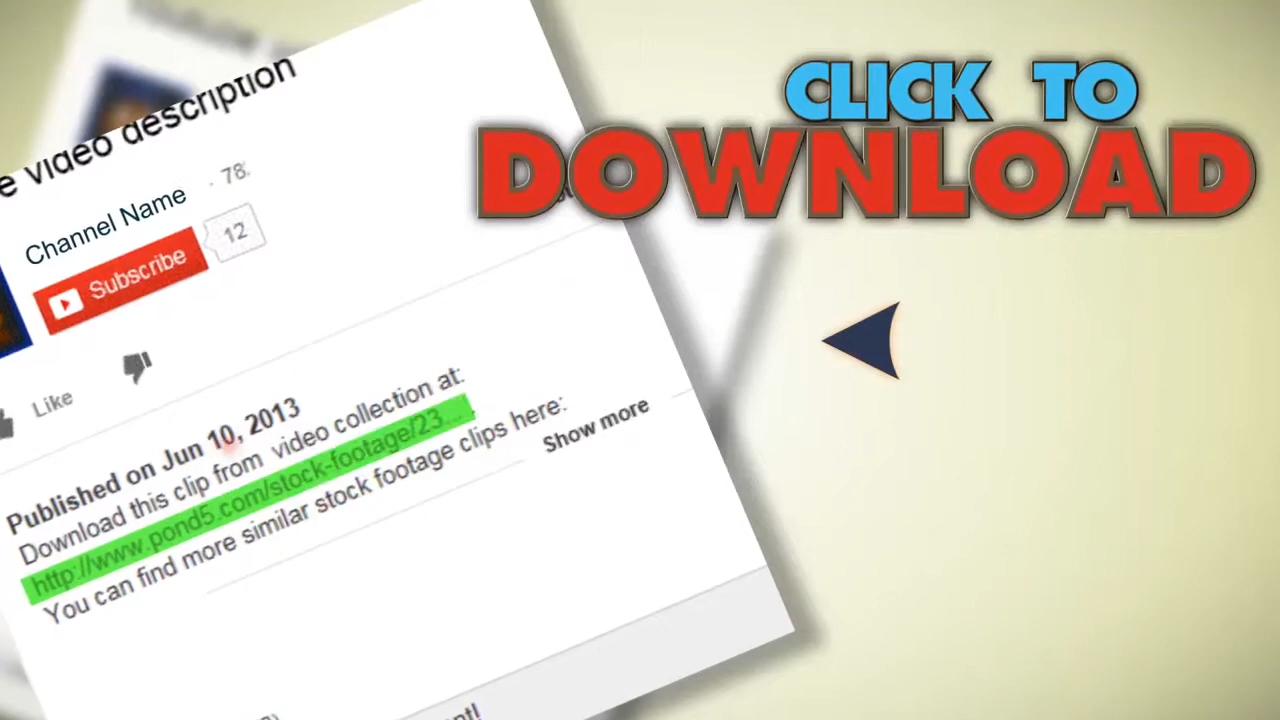 CLICK TO
DOWNLOAD
e video description
Channel Name
78
Subscribe
12
Like
Published on Jun 10, 2013
Download this clip from video collection at:
http://www.pond5.com/stock-footage/23...
You can find more similar stock footage clips here:
Show more